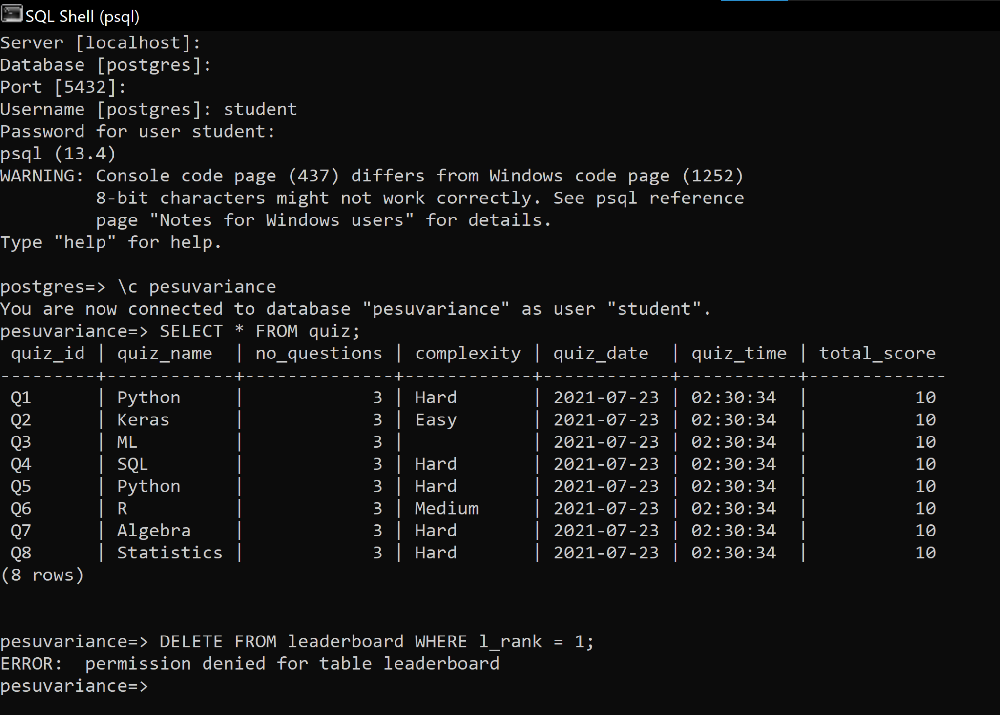 SQL Shell (psql)
Server [localhost]:
Database [postgres]:
Port [5432]:
Username [postgres]: student
Password for user student:
psql (13.4)
WARNING: Console code page (437) differs from Windows code page (1252)
         8-bit characters might not work correctly. See psql reference
         page "Notes for Windows users" for details.
Type "help" for help.

postgres=> \c pesuvariance
You are now connected to database "pesuvariance" as user "student".
pesuvariance=> SELECT * FROM quiz;
 quiz_id | quiz_name  | no_questions | complexity | quiz_date  | quiz_time | total_score
---------+------------+--------------+------------+------------+-----------+-------------
 Q1      | Python     |            3 | Hard       | 2021-07-23 | 02:30:34  |          10
 Q2      | Keras      |            3 | Easy       | 2021-07-23 | 02:30:34  |          10
 Q3      | ML         |            3 |            | 2021-07-23 | 02:30:34  |          10
 Q4      | SQL        |            3 | Hard       | 2021-07-23 | 02:30:34  |          10
 Q5      | Python     |            3 | Hard       | 2021-07-23 | 02:30:34  |          10
 Q6      | R          |            3 | Medium     | 2021-07-23 | 02:30:34  |          10
 Q7      | Algebra    |            3 | Hard       | 2021-07-23 | 02:30:34  |          10
 Q8      | Statistics |            3 | Hard       | 2021-07-23 | 02:30:34  |          10
(8 rows)

pesuvariance=> DELETE FROM leaderboard WHERE l_rank = 1;
ERROR:  permission denied for table leaderboard
pesuvariance=>